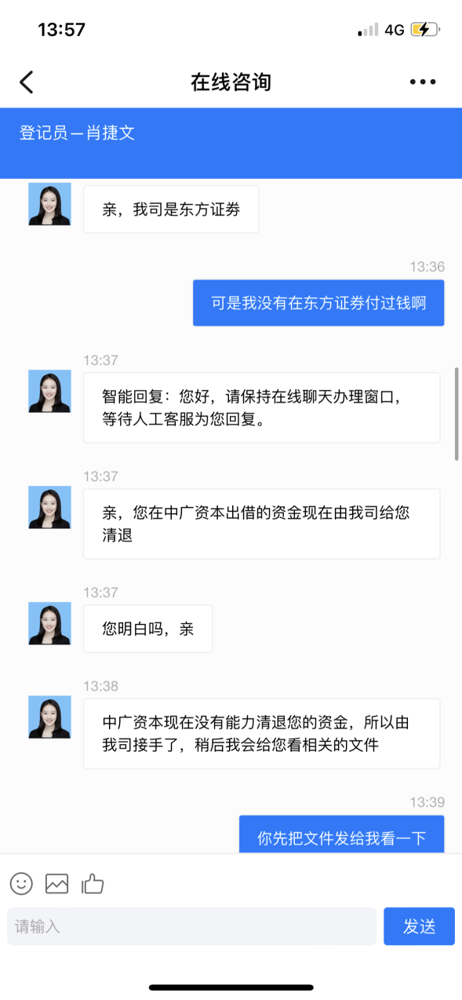 13:57
4G
在线咨询
登记员—肖捷文
亲，我司是东方证劵
13:36
可是我没有在东方证券付过钱啊
13:37
智能回复：您好，请保持在线聊天办理窗口，
等待人工客服为您回复。
13:37
亲，您在中广资本出借的资金现在由我司给您
清退
13:37
您明白吗，亲
13:38
中广资本现在没有能力清退您的资金，所以由
我司接手了，稍后我会给您看相关的文件
13:39
你先把文件发给我看一下
请输入
发送